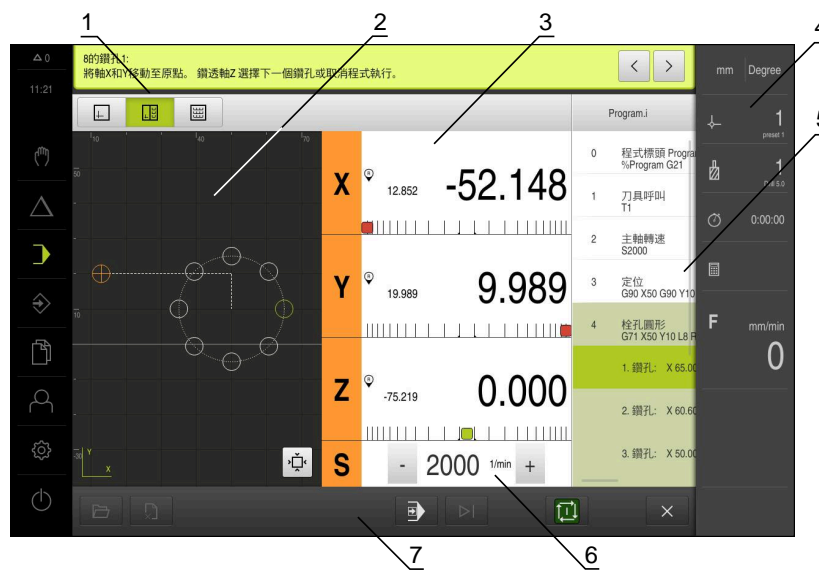 1
2
3
4
5
6
7
0
11:21
8的鑽孔1:
將軸X和Y移動至原點。 鑽透軸Z 選擇下一個鑽孔或取消程式執行。
mm Degree
Program.i
10
40
70
50
10
-30
Y
X
X
R
12.852
-52.148
Y
R
19.989
9.989
Z
R
-75.219
0.000
S
- 2000 1/min +
0 程式標頭 Progra
%Program G21
1 刀具呼叫
T1
2 主軸轉速
S2000
3 定位
G90 X50 G90 Y10
4 栓孔圓形
G71 X50 Y10 L8 R
1. 鑽孔: X 65.00
2. 鑽孔: X 60.60
3. 鑽孔: X 50.00
1
preset 1
1
5.0
0:00:00
F
mm/min
0